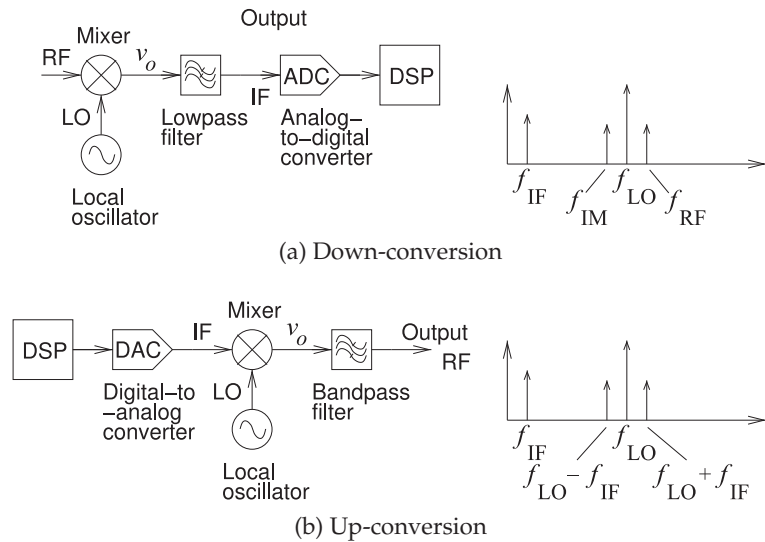 Output
Mixer
RF
v_o
ADC
DSP
IF
LO
Lowpass
filter
Analog–
to–digital
converter
Local
oscillator
f_IF
f_IM
f_LO
f_RF
(a) Down-conversion
Mixer
DSP
DAC
IF
v_o
Output
RF
LO
Digital–to
–analog
converter
Bandpass
filter
Local
oscillator
f_IF
f_LO
f_LO – f_IF
f_LO + f_IF
(b) Up-conversion